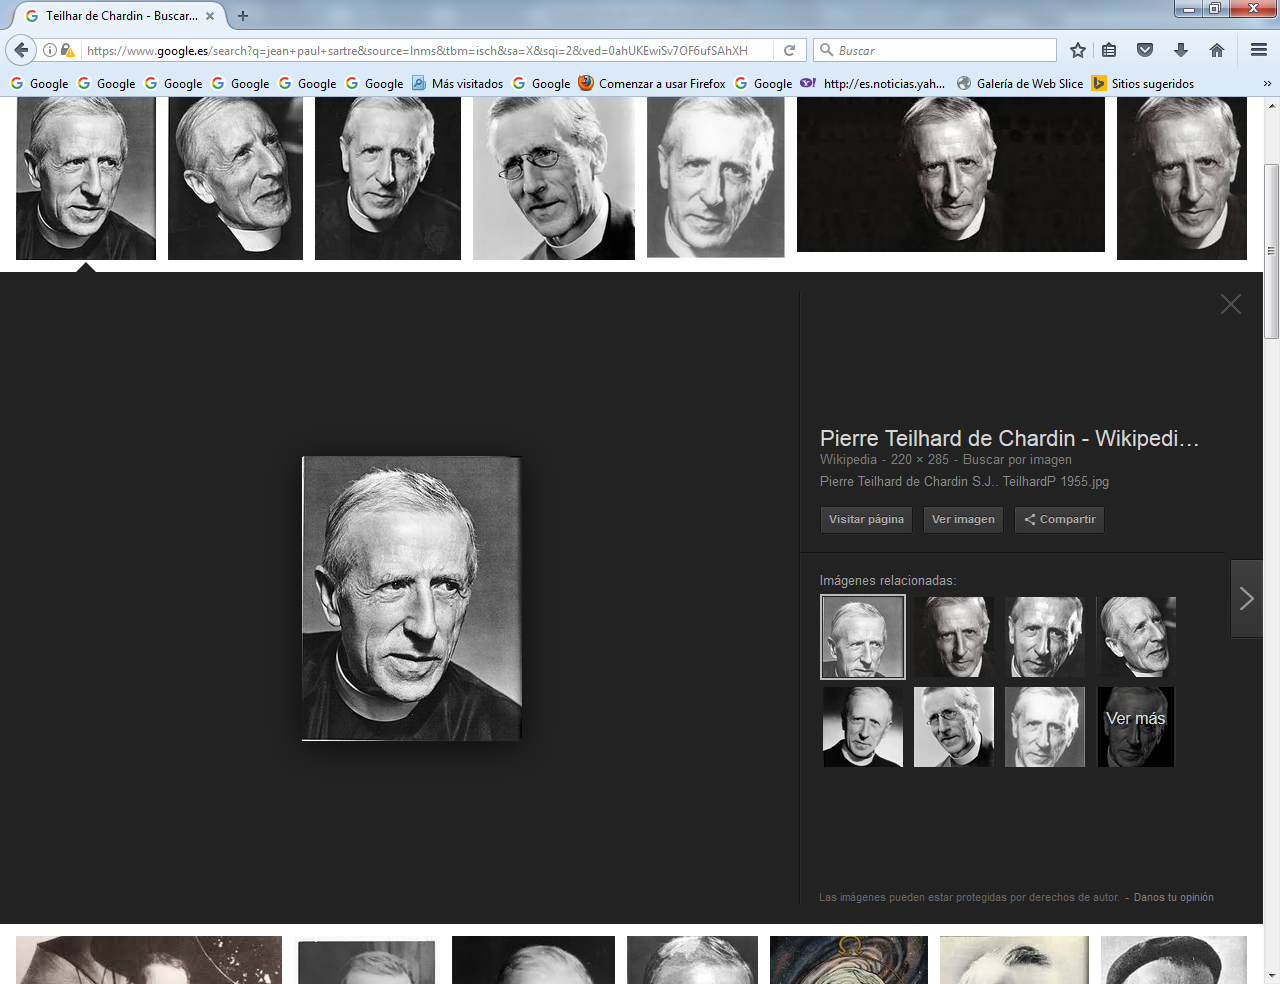 Teilhar de Chardin - Buscar...
https://www.google.es/search?q=jean+paul+sartre&source=lnms&tbm=isch&sa=X&sqi=2&ved=0ahUKEwiSv7OF6ufSAhXH
Buscar
Google Google Google Google Google Google Más visitados Google Comenzar a usar Firefox Google http://es.noticias.yah... Galería de Web Slice Sitios sugeridos
Pierre Teilhard de Chardin - Wikipedi...
Wikipedia - 220 × 285 - Buscar por imagen
Pierre Teilhard de Chardin S.J.. TeilhardP 1955.jpg
Visitar página Ver imagen Compartir
Imágenes relacionadas:
Ver más
Las imágenes pueden estar protegidas por derechos de autor. - Danos tu opinión